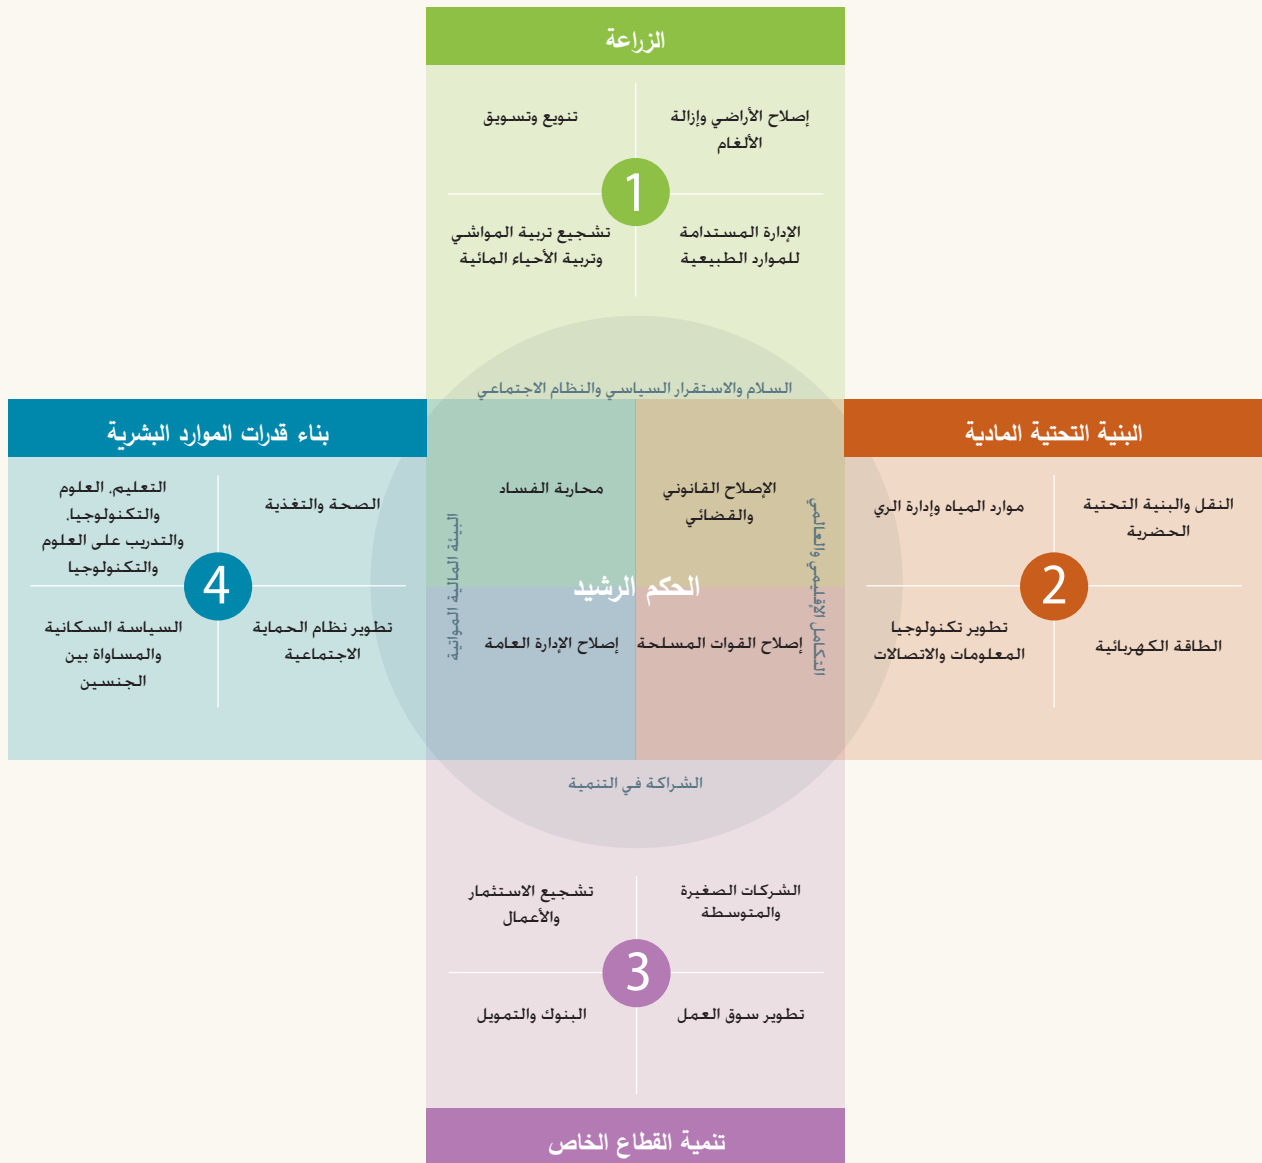 الزراعة
إصلاح الأراضي وإزالة
الألغام
تنويع وتسويق
1
الإدارة المستدامة
للموارد الطبيعية
تشجيع تربية المواشي
وتربية الأحياء المائية
السلام والاستقرار السياسي والنظام الاجتماعي
البنية التحتية المادية
النقل والبنية التحتية
الحضرية
موارد المياه وإدارة الري
2
الطاقة الكهربائية
تطوير تكنولوجيا
المعلومات والاتصالات
التكامل الإقليمي والعالمي
الإصلاح القانوني
والقضائي
محاربة الفساد
الحكم الرشيد
إصلاح القوات المسلحة
إصلاح الإدارة العامة
البيئة المالية المواتية
بناء قدرات الموارد البشرية
الصحة والتغذية
التعليم، العلوم
والتكنولوجيا،
والتدريب على العلوم
والتكنولوجيا
4
تطوير نظام الحماية
الاجتماعية
السياسة السكانية
والمساواة بين
الجنسين
الشراكة في التنمية
الشركات الصغيرة
والمتوسطة
تشجيع الاستثمار
والأعمال
3
تطوير سوق العمل
البنوك والتمويل
تنمية القطاع الخاص